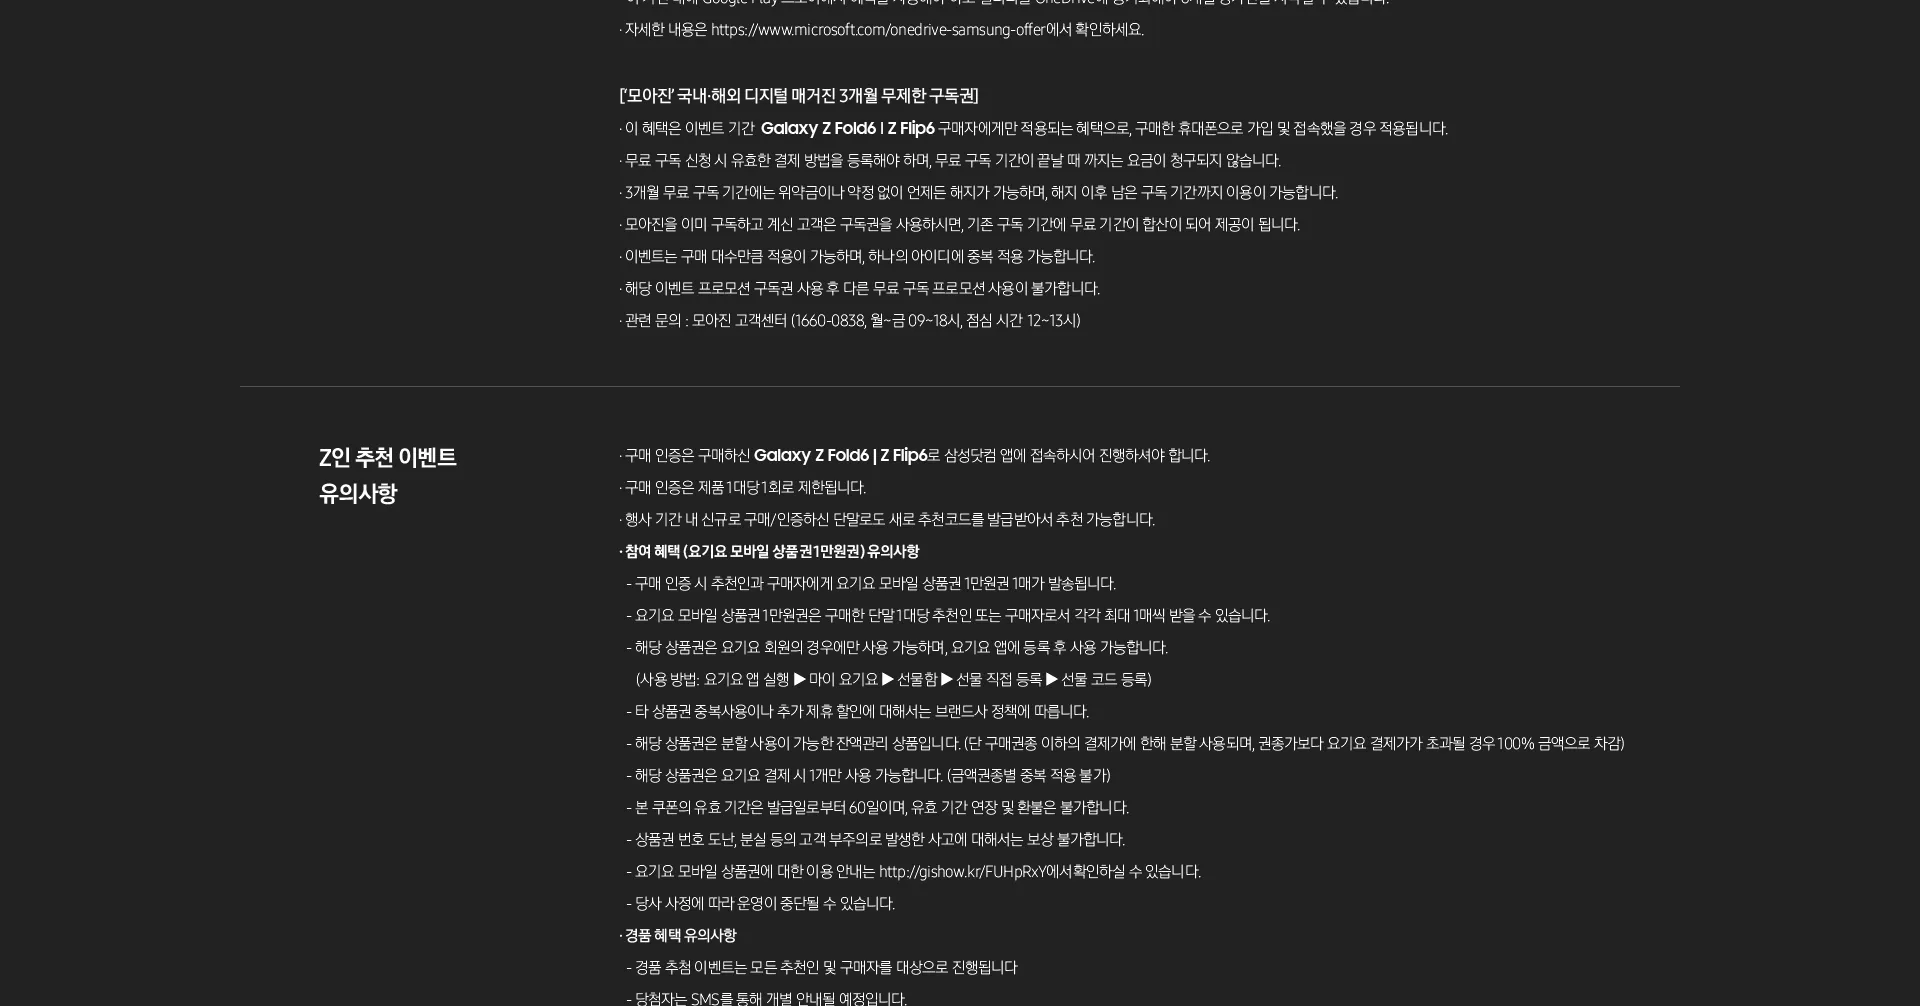 · 자세한 내용은 https://www.microsoft.com/onedrive-samsung-offer에서 확인하세요.
['모아진' 국내·해외 디지털 매거진 3개월 무제한 구독권]
· 이 혜택은 이벤트 기간 Galaxy Z Fold6 | Z Flip6 구매자에게만 적용되는 혜택으로, 구매한 휴대폰으로 가입 및 접속했을 경우 적용됩니다.
· 무료 구독 신청 시 유효한 결제 방법을 등록해야 하며, 무료 구독 기간이 끝날 때 까지는 요금이 청구되지 않습니다.
· 3개월 무료 구독 기간에는 위약금이나 약정 없이 언제든 해지가 가능하며, 해지 이후 남은 구독 기간까지 이용이 가능합니다.
· 모아진을 이미 구독하고 계신 고객은 구독권을 사용하시면, 기존 구독 기간에 무료 기간이 합산이 되어 제공이 됩니다.
· 이벤트는 구매 대수만큼 적용이 가능하며, 하나의 아이디에 중복 적용 가능합니다.
· 해당 이벤트 프로모션 구독권 사용 후 다른 무료 구독 프로모션 사용이 불가합니다.
· 관련 문의 : 모아진 고객센터 (1660-0838, 월~금 09~18시, 점심 시간 12~13시)
Z인 추천 이벤트
유의사항
· 구매 인증은 구매하신 Galaxy Z Fold6 | Z Flip6로 삼성닷컴 앱에 접속하시어 진행하셔야 합니다.
· 구매 인증은 제품 1대당 1회로 제한됩니다.
· 행사 기간 내 신규로 구매/인증하신 단말로도 새로 추천코드를 발급받아서 추천 가능합니다.
· 참여 혜택 (요기요 모바일 상품권 1만원권) 유의사항
- 구매 인증 시 추천인과 구매자에게 요기요 모바일 상품권 1만원권 1매가 발송됩니다.
- 요기요 모바일 상품권 1만원권은 구매한 단말 1대당 추천인 또는 구매자로서 각각 최대 1매씩 받을 수 있습니다.
- 해당 상품권은 요기요 회원의 경우에만 사용 가능하며, 요기요 앱에 등록 후 사용 가능합니다.
(사용 방법: 요기요 앱 실행 ▶ 마이 요기요 ▶ 선물함 ▶ 선물 직접 등록 ▶ 선물 코드 등록)
- 타 상품권 중복사용이나 추가 제휴 할인에 대해서는 브랜드사 정책에 따릅니다.
- 해당 상품권은 분할 사용이 가능한 잔액관리 상품입니다. (단 구매권종 이하의 결제가에 한해 분할 사용되며, 권종가보다 요기요 결제가가 초과될 경우 100% 금액으로 차감)
- 해당 상품권은 요기요 결제 시 1개만 사용 가능합니다. (금액권종별 중복 적용 불가)
- 본 쿠폰의 유효 기간은 발급일로부터 60일이며, 유효 기간 연장 및 환불은 불가합니다.
- 상품권 번호 도난, 분실 등의 고객 부주의로 발생한 사고에 대해서는 보상 불가합니다.
- 요기요 모바일 상품권에 대한 이용 안내는 http://gishow.kr/FUHpRxY에서확인하실 수 있습니다.
- 당사 사정에 따라 운영이 중단될 수 있습니다.
· 경품 혜택 유의사항
- 경품 추첨 이벤트는 모든 추천인 및 구매자를 대상으로 진행됩니다
- 당첨자는 SMS를 통해 개별 안내될 예정입니다.